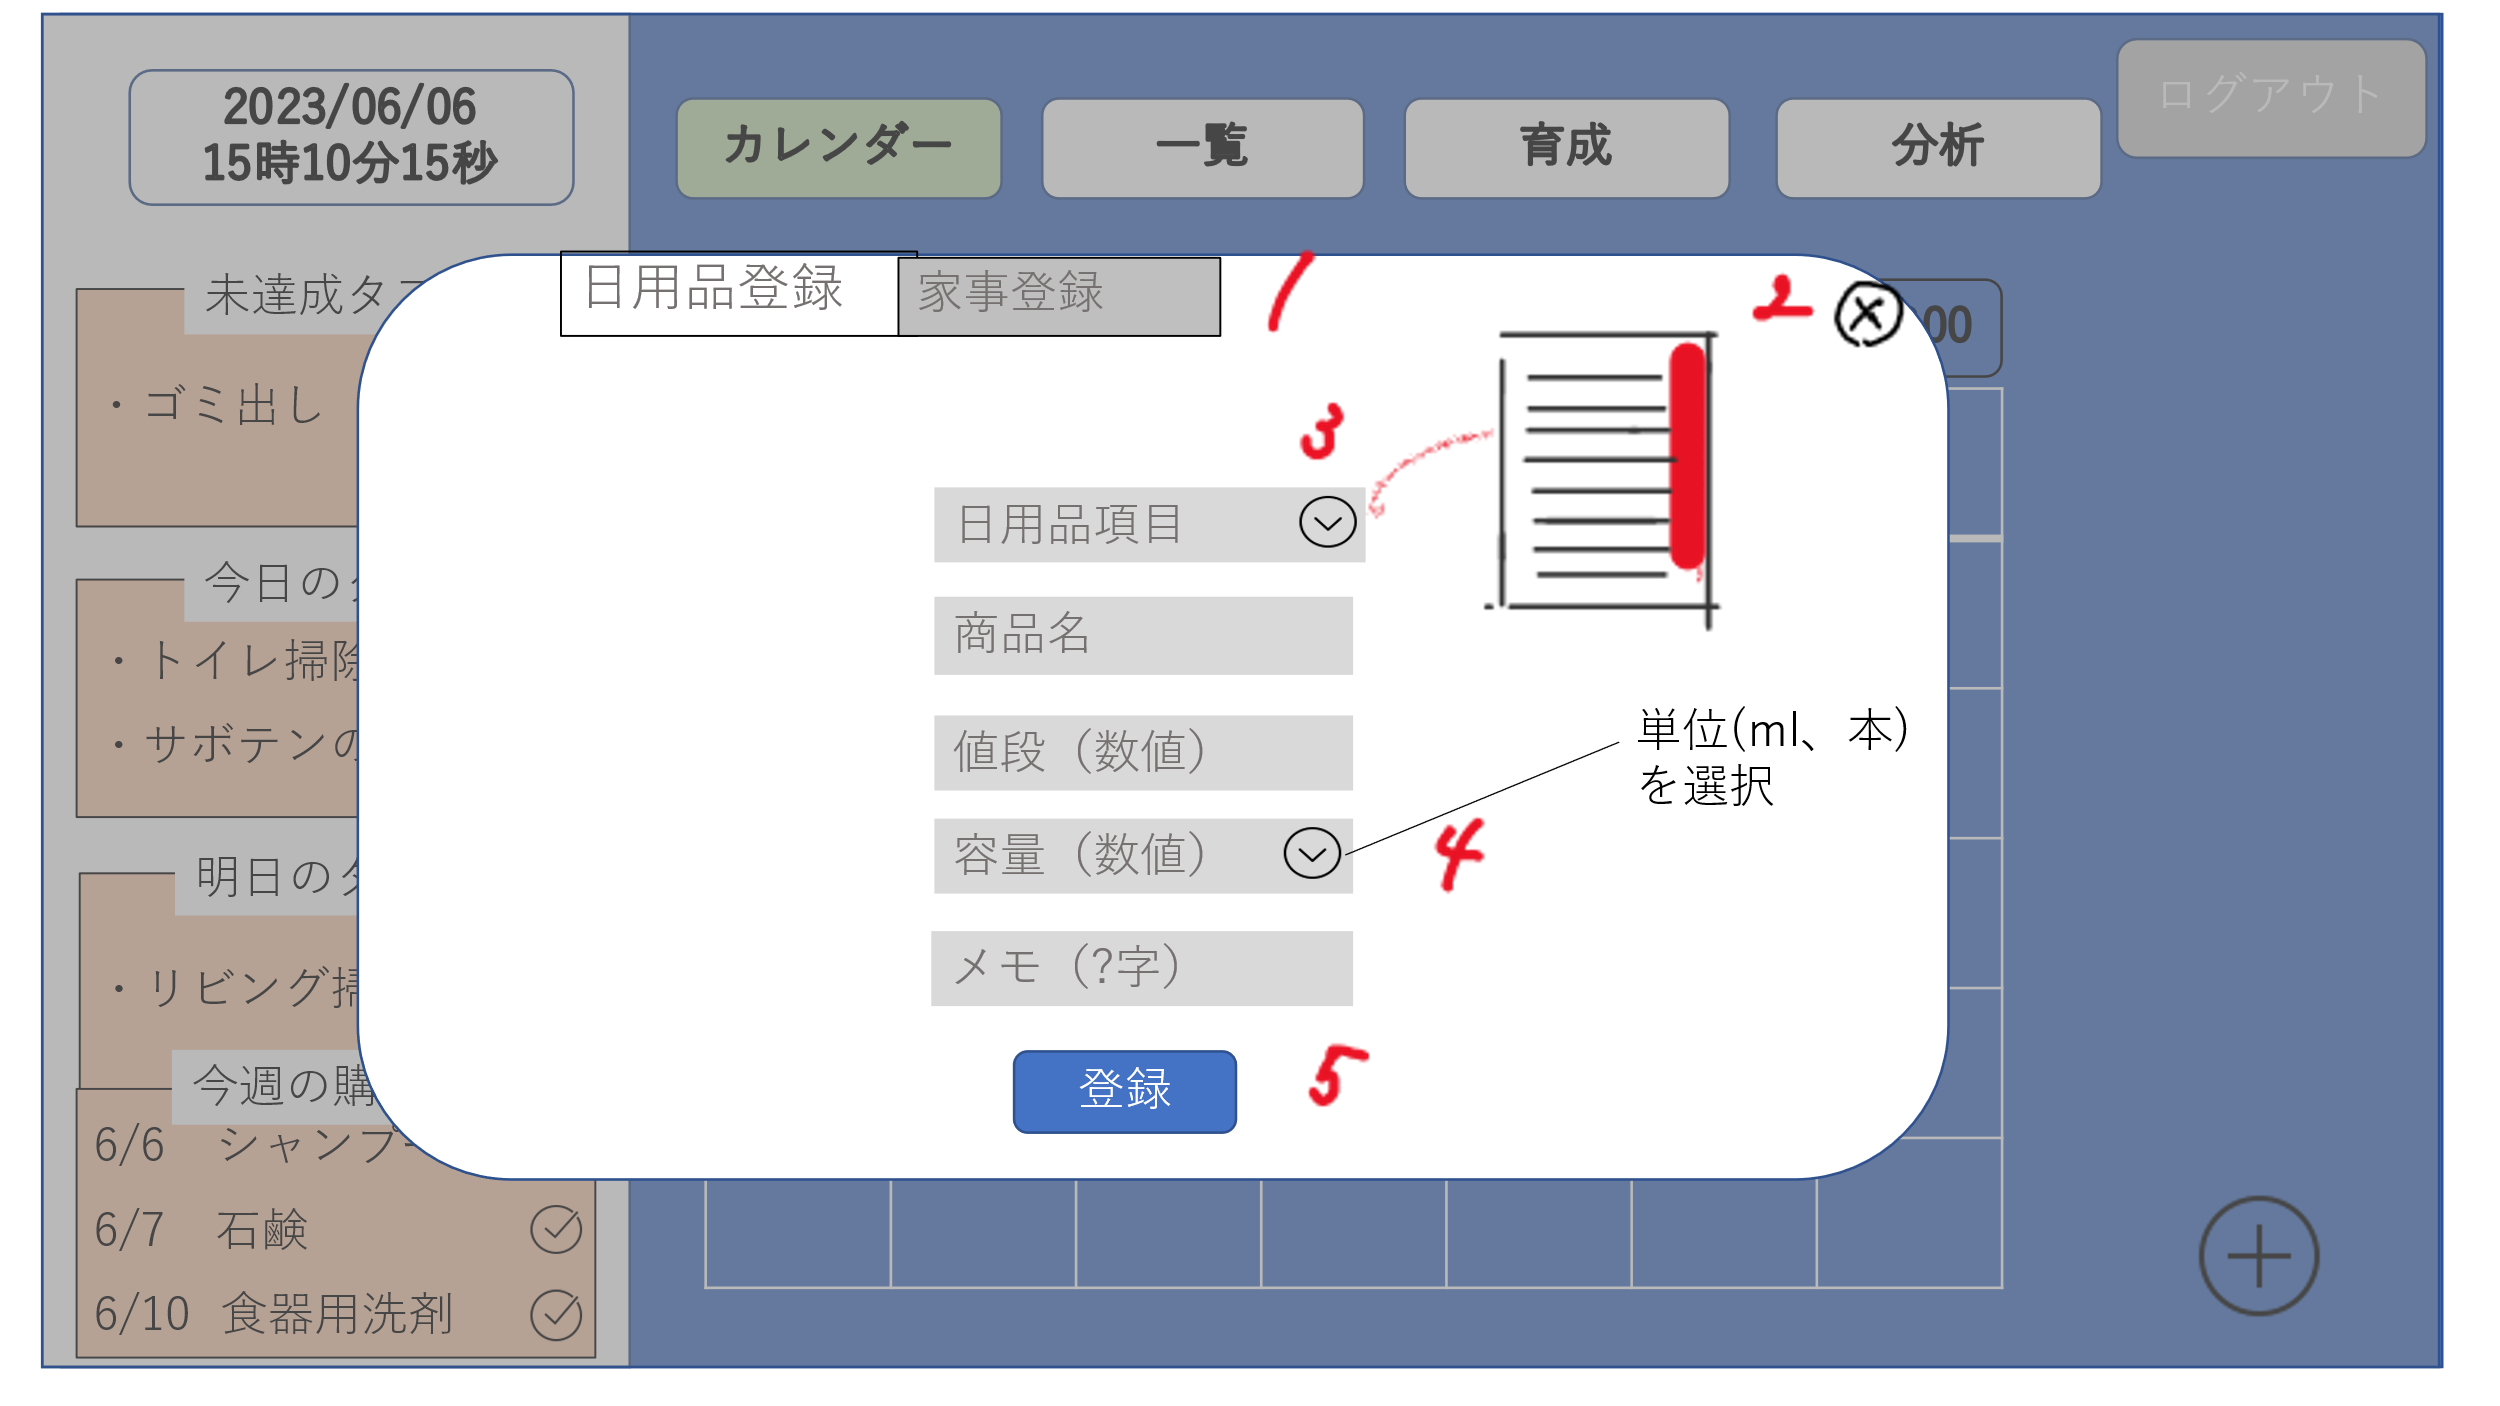 2023/06/06
15時10分15秒
カレンダー
一覧
育成
分析
ログアウト
未達成タス
・ゴミ出し
今日のタ
・トイレ掃除
・サボテンの
明日のタ
・リビング掃
今週の購
6/6 シャンプー
6/7 石鹸
6/10 食器用洗剤
日用品登録
家事登録
1
2
00
3
日用品項目
商品名
値段（数値）
単位(ml、本)
を選択
容量（数値）
4
メモ（?字）
登録
5